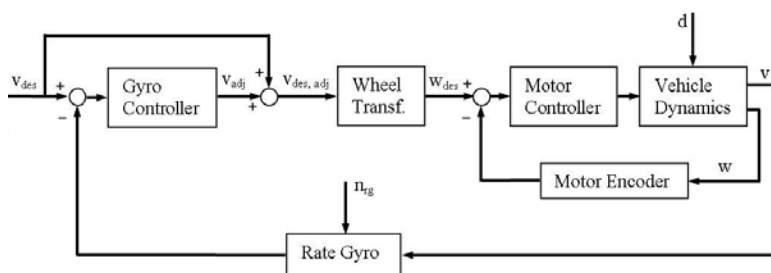 d
v_des
+
−
Gyro
Controller
v_adj
+
+
v_des, adj
Wheel
Transf.
w_des
+
−
Motor
Controller
Vehicle
Dynamics
v
w
Motor Encoder
n_rg
Rate Gyro